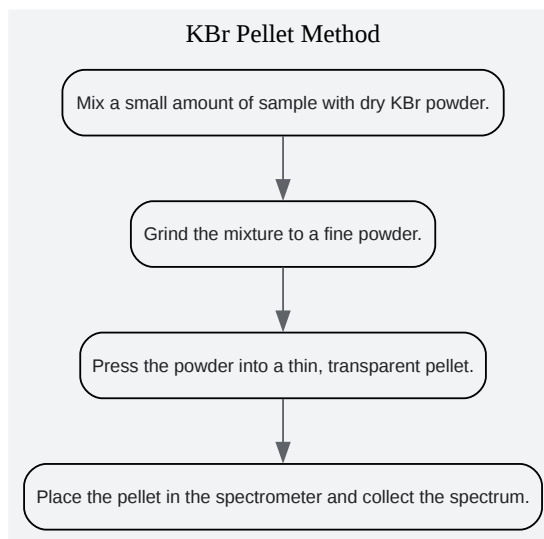 KBr Pellet Method
Mix a small amount of sample with dry KBr powder.
Grind the mixture to a fine powder.
Press the powder into a thin, transparent pellet.
Place the pellet in the spectrometer and collect the spectrum.